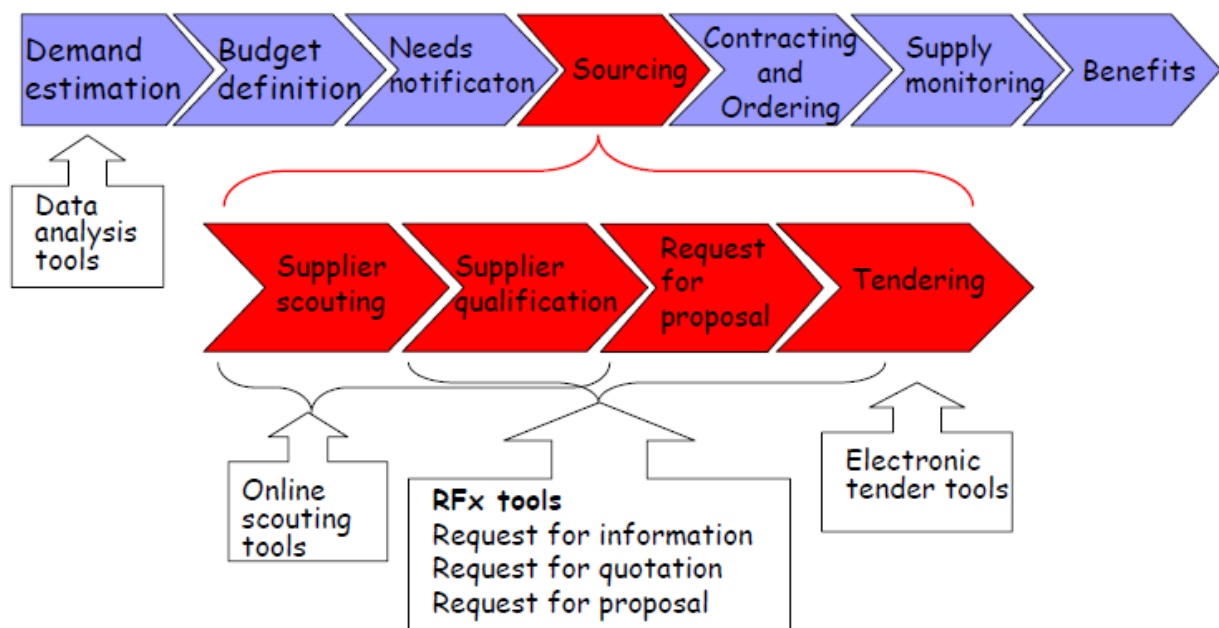 Demand
estimation
Budget
definition
Needs
notificaton
Sourcing
Contracting
and
Ordering
Supply
monitoring
Benefits
Data
analysis
tools
Supplier
scouting
Supplier
qualification
Request
for
proposal
Tendering
Online
scouting
tools
RFx tools
Request for information
Request for quotation
Request for proposal
Electronic
tender tools